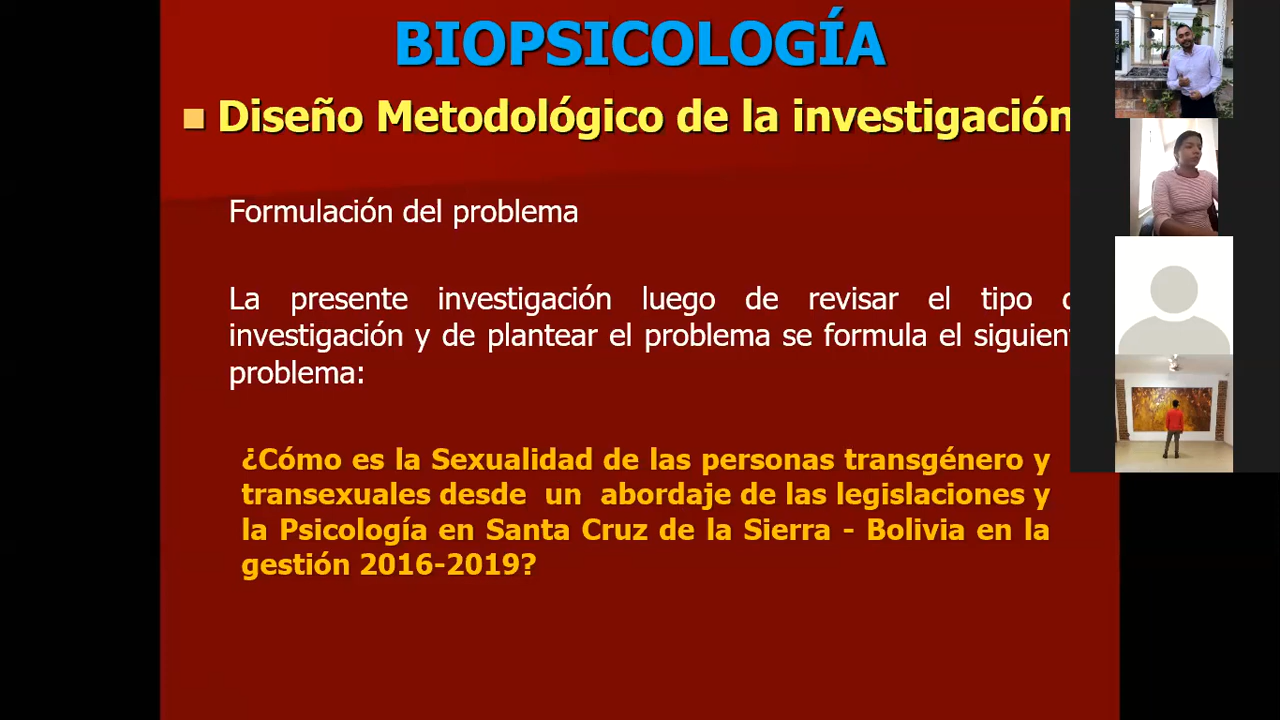 BIOPSICOLOGÍA
Diseño Metodológico de la investigación
Formulación del problema
La presente investigación luego de revisar el tipo
investigación y de plantear el problema se formula el
problema:
¿Cómo es la Sexualidad de las personas transgénero y
transexuales desde un abordaje de las legislaciones y
la Psicología en Santa Cruz de la Sierra - Bolivia en la
gestión 2016-2019?